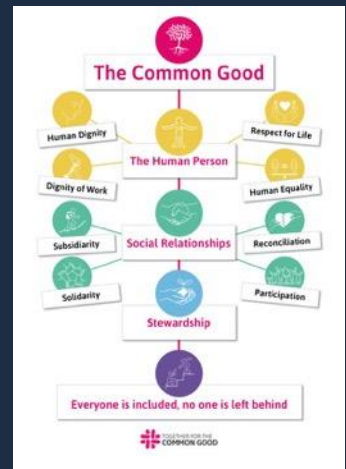 The Common Good
Human Dignity
Respect for Life
The Human Person
Dignity of Work
Human Equality
Subsidiarity
Social Relationships
Reconciliation
Solidarity
Participation
Stewardship
Everyone is included, no one is left behind
TOGETHER FOR THE
COMMON GOOD